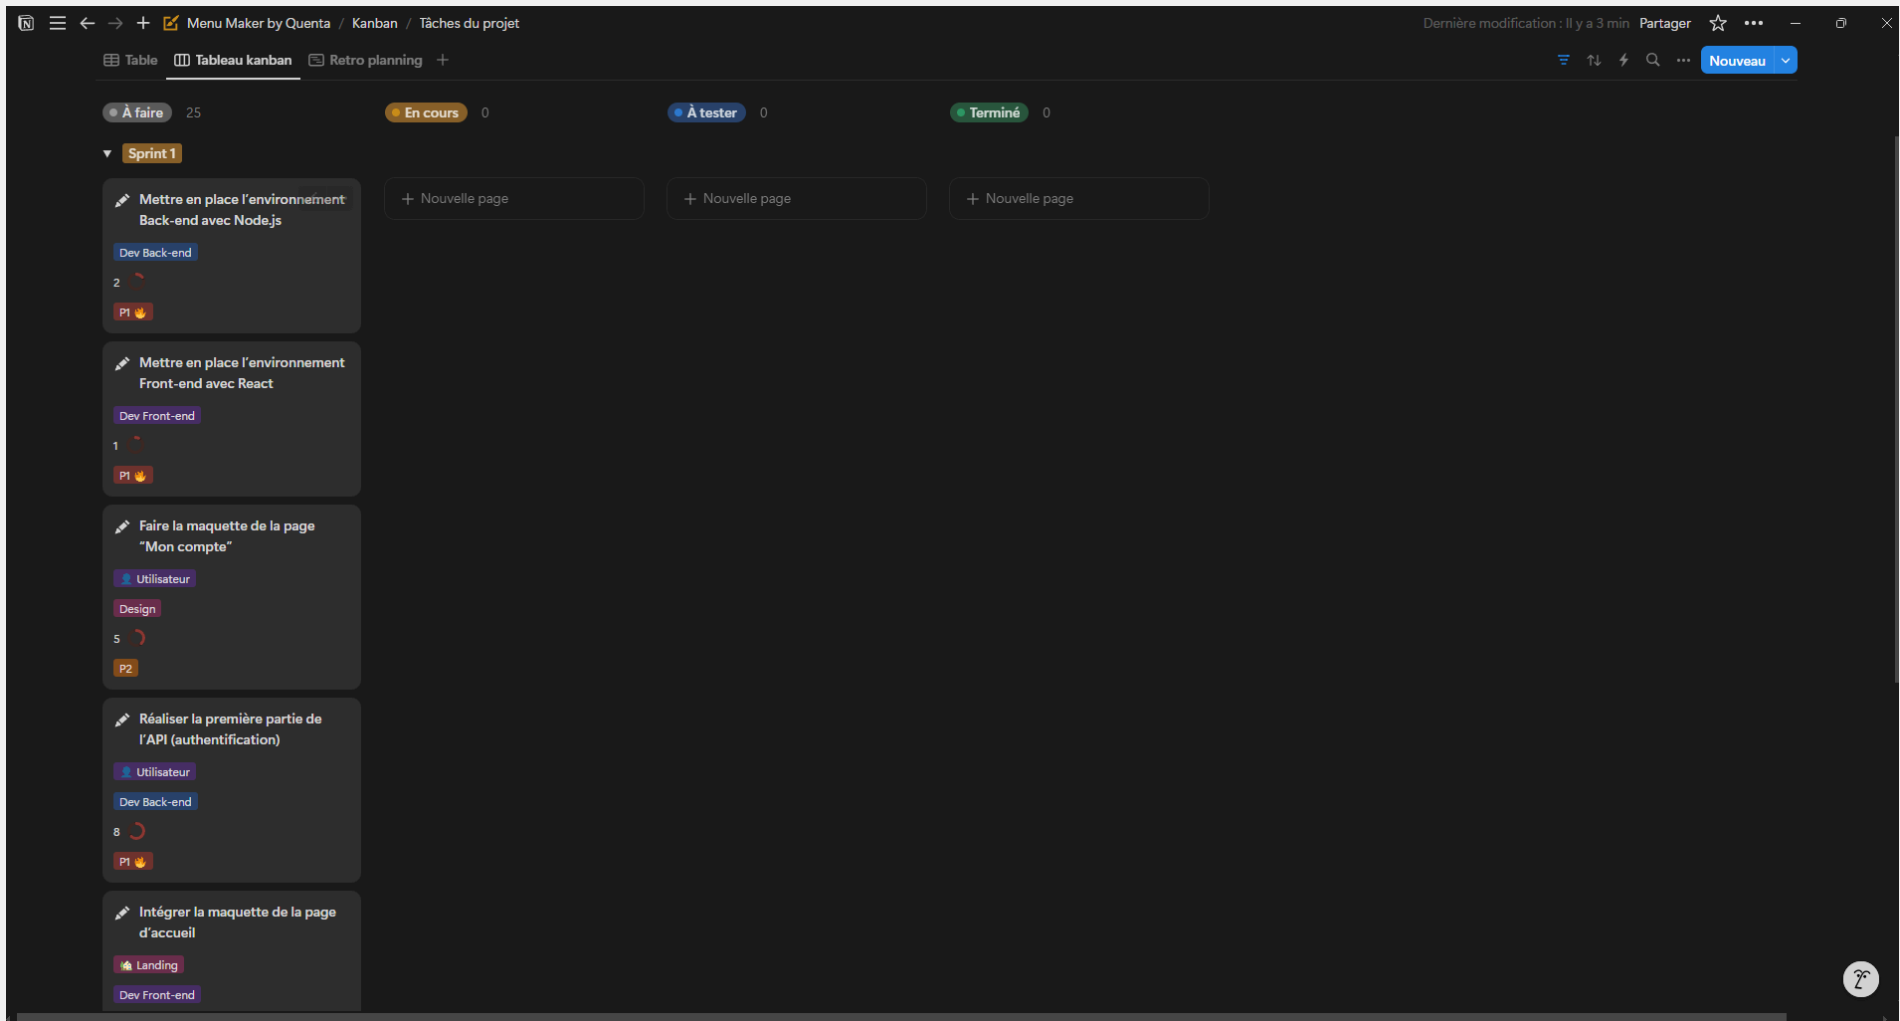 Menu Maker by Quenta / Kanban / Tâches du projet
Dernière modification : Il y a 3 min Partager
Table Tableau kanban Retro planning
Nouveau
À faire 25 En cours 0 À tester 0 Terminé 0
Sprint 1
Mettre en place l'environnement
Back-end avec Node.js
Dev Back-end
2
P1 🔥
Nouvelle page
Nouvelle page
Nouvelle page
Mettre en place l'environnement
Front-end avec React
Dev Front-end
1
P1 🔥
Faire la maquette de la page
"Mon compte"
👤 Utilisateur
Design
5
P2
Réaliser la première partie de
l'API (authentification)
👤 Utilisateur
Dev Back-end
8
P1 🔥
Intégrer la maquette de la page
d'accueil
🏡 Landing
Dev Front-end